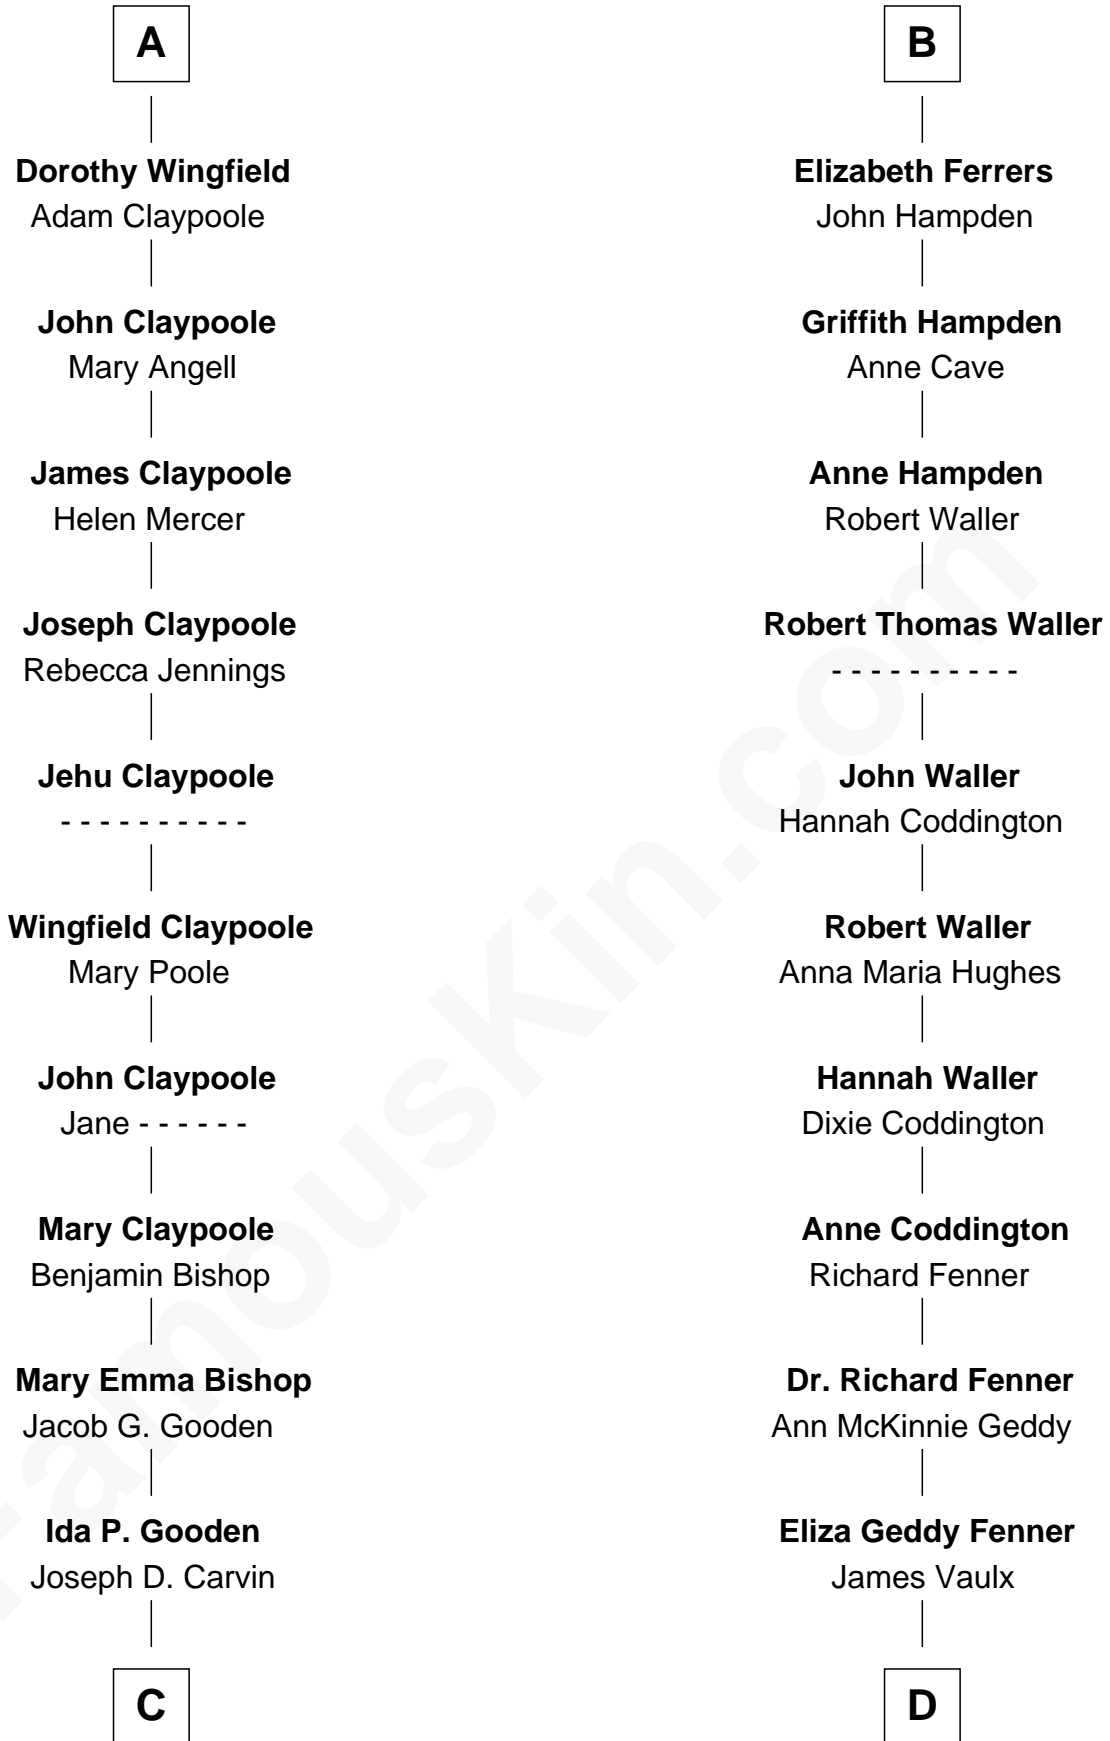 A
Dorothy Wingfield
Adam Claypoole
John Claypoole
Mary Angell
James Claypoole
Helen Mercer
Joseph Claypoole
Rebecca Jennings
Jehu Claypoole
- - - - - - - - - -
Wingfield Claypoole
Mary Poole
John Claypoole
Jane - - - - - -
Mary Claypoole
Benjamin Bishop
Mary Emma Bishop
Jacob G. Gooden
Ida P. Gooden
Joseph D. Carvin
C
B
Elizabeth Ferrers
John Hampden
Griffith Hampden
Anne Cave
Anne Hampden
Robert Waller
Robert Thomas Waller
- - - - - - - - - -
John Waller
Hannah Coddington
Robert Waller
Anna Maria Hughes
Hannah Waller
Dixie Coddington
Anne Coddington
Richard Fenner
Dr. Richard Fenner
Ann McKinnie Geddy
Eliza Geddy Fenner
James Vaulx
D
FamousKin.com